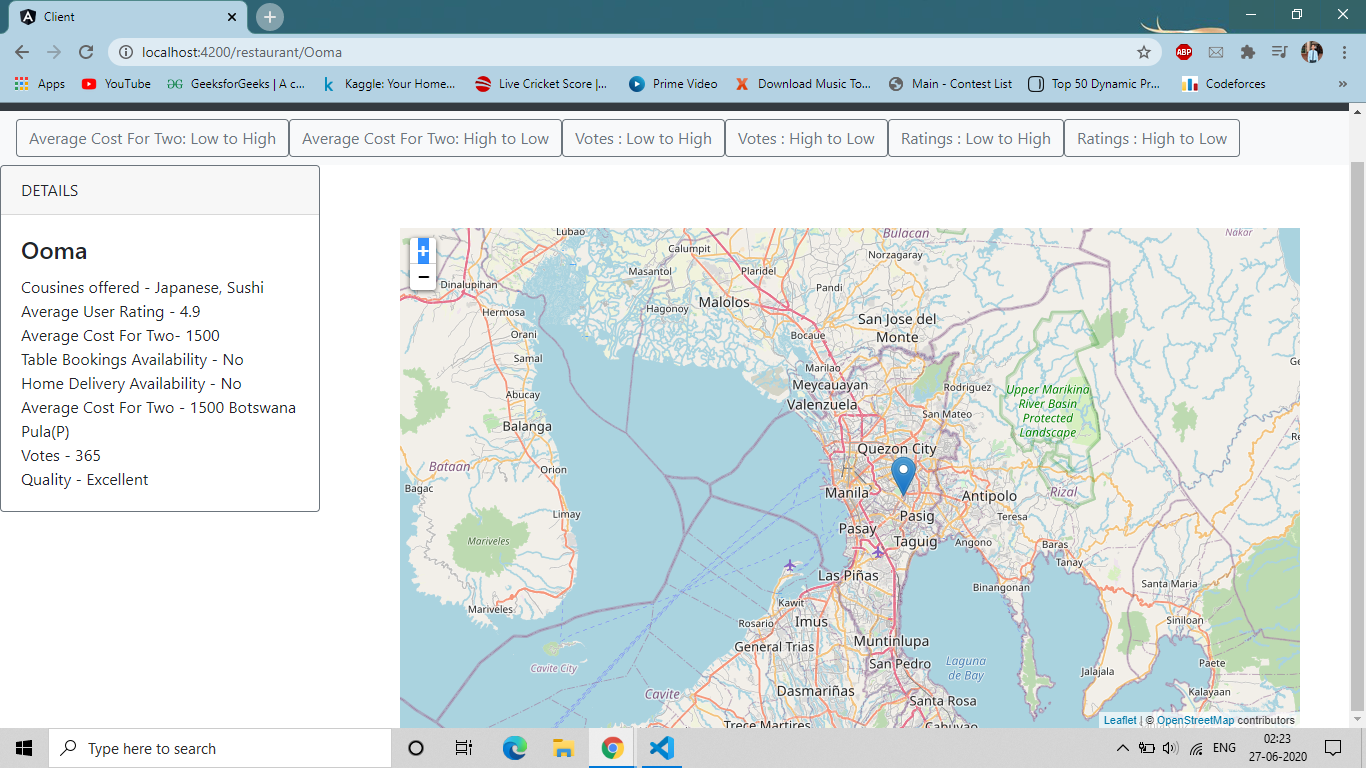 Client
localhost:4200/restaurant/Ooma
ABP
Apps
YouTube
GeeksforGeeks | A c...
Kaggle: Your Home...
Live Cricket Score |...
Prime Video
Download Music To...
Main - Contest List
Top 50 Dynamic Pr...
Codeforces
»
Average Cost For Two: Low to High
Average Cost For Two: High to Low
Votes : Low to High
Votes : High to Low
Ratings : Low to High
Ratings : High to Low
DETAILS
Ooma
Cousines offered - Japanese, Sushi
Average User Rating - 4.9
Average Cost For Two- 1500
Table Bookings Availability - No
Home Delivery Availability - No
Average Cost For Two - 1500 Botswana
Pula(P)
Votes - 365
Quality - Excellent
+
−
Lubao
Bulacan
Nakar
Calumpit
Norzagaray
Masantol
Plaridel
Dinalupihan
Pandi
Malolos
Hagonoy
Hermosa
San Jose del
Monte
Orani
Bocaue
Samal
Marilao
Meycauayan
Rodriguez
Upper Marikina
River Basin
Protected
Landscape
Abucay
Valenzuela
San Mateo
Balanga
Quezon City
Bataan
Orion
Bagac
Manila
Antipolo
Rizal
Limay
Pasig
Teresa
Pasay
Mariveles
Taguig
Angono
Baras
Tanay
Las Piñas
Santa Maria
Binangonan
Mariveles
Kawit
Rosario
Imus
Siniloan
General Trias
Muntinlupa
Cavite City
San Pedro
Laguna
de Bay
Paete
Jalajala
Cavite
Dasmariñas
Santa Rosa
Kalayaan
Trece Martires
Cabuyao
Leaflet | © OpenStreetMap contributors
Type here to search
ENG
02:23
27-06-2020